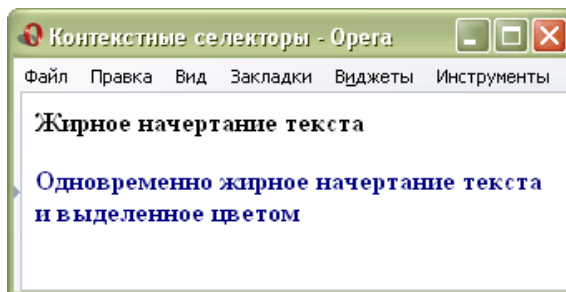 Контекстные селекторы - Opera
Файл Правка Вид Закладки Виджеты Инструменты
Жирное начертание текста
Одновременно жирное начертание текста
и выделенное цветом